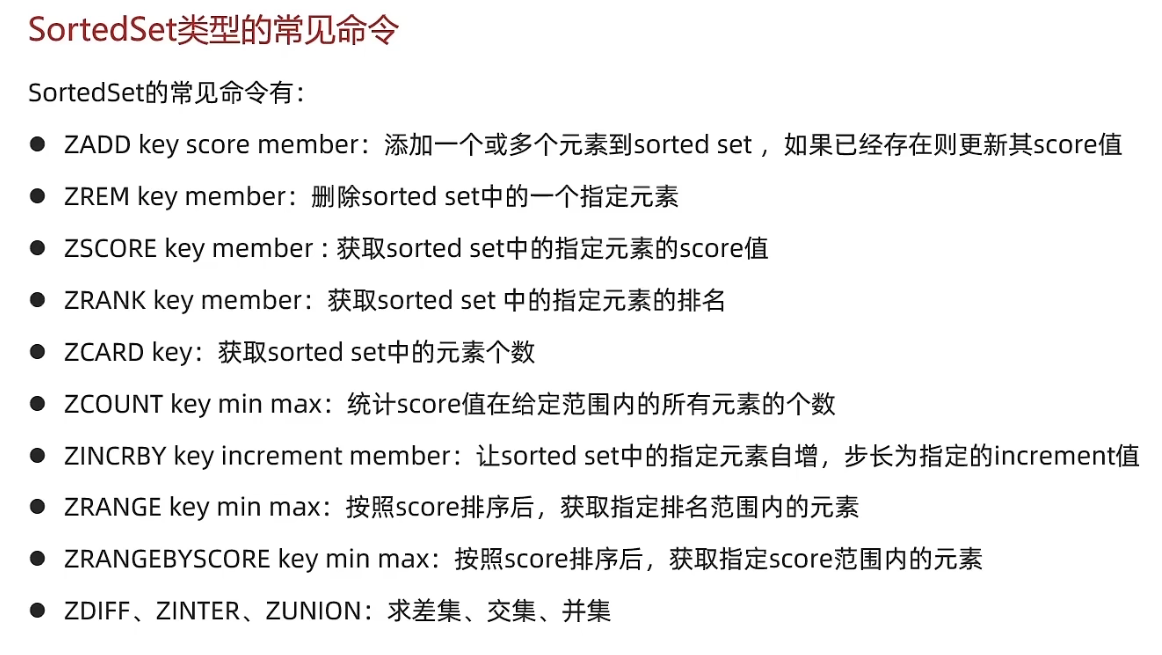 SortedSet类型的常见命令
SortedSet的常见命令有：
● ZADD key score member：添加一个或多个元素到sorted set ，如果已经存在则更新其score值
● ZREM key member：删除sorted set中的一个指定元素
● ZSCORE key member : 获取sorted set中的指定元素的score值
● ZRANK key member：获取sorted set 中的指定元素的排名
● ZCARD key：获取sorted set中的元素个数
● ZCOUNT key min max：统计score值在给定范围内的所有元素的个数
● ZINCRBY key increment member：让sorted set中的指定元素自增，步长为指定的increment值
● ZRANGE key min max：按照score排序后，获取指定排名范围内的元素
● ZRANGEBYSCORE key min max：按照score排序后，获取指定score范围内的元素
● ZDIFF、ZINTER、ZUNION：求差集、交集、并集